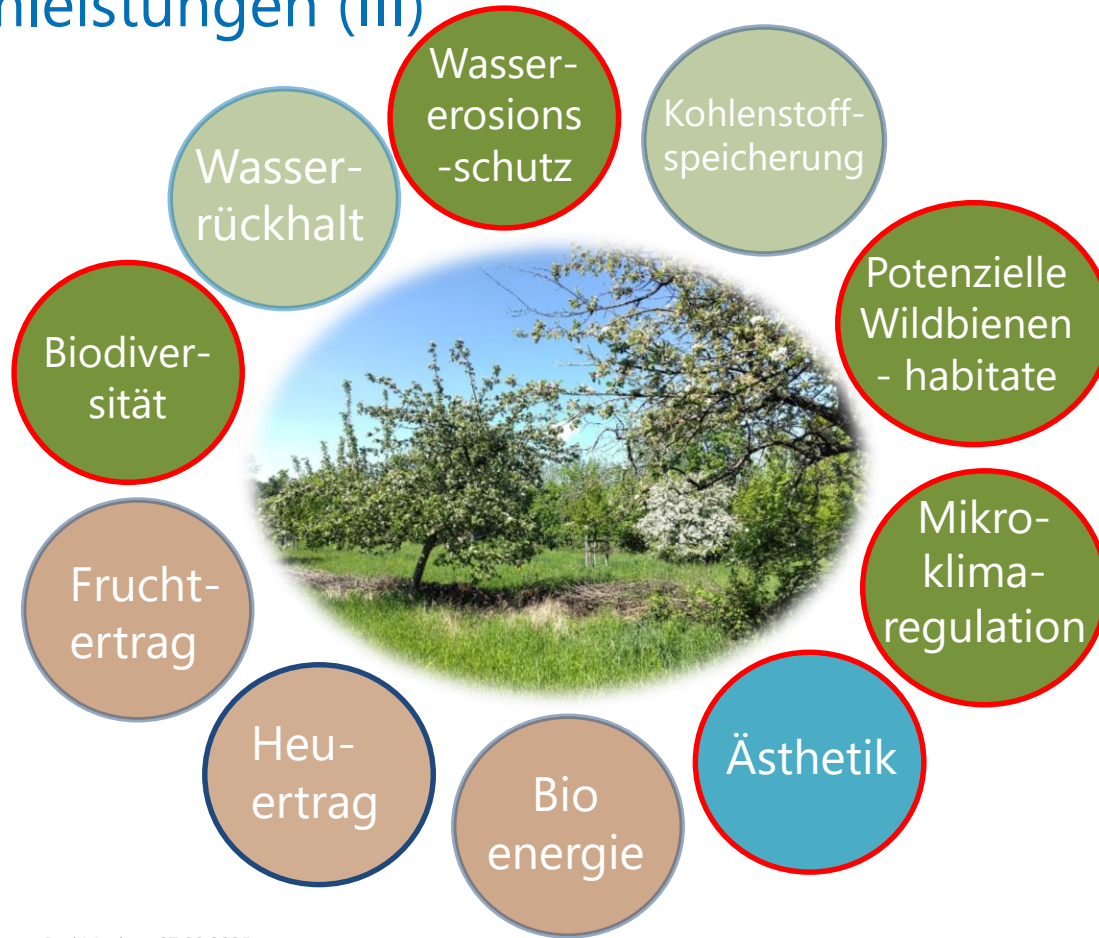 nleistungen (III)
Wasser-
erosions
-schutz
Kohlenstoff-
speicherung
Wasser-
rückhalt
Potenzielle
Wildbienen
- habitate
Biodiver-
sität
Mikro-
klima-
regulation
Frucht-
ertrag
Heu-
ertrag
Ästhetik
Bio
energie